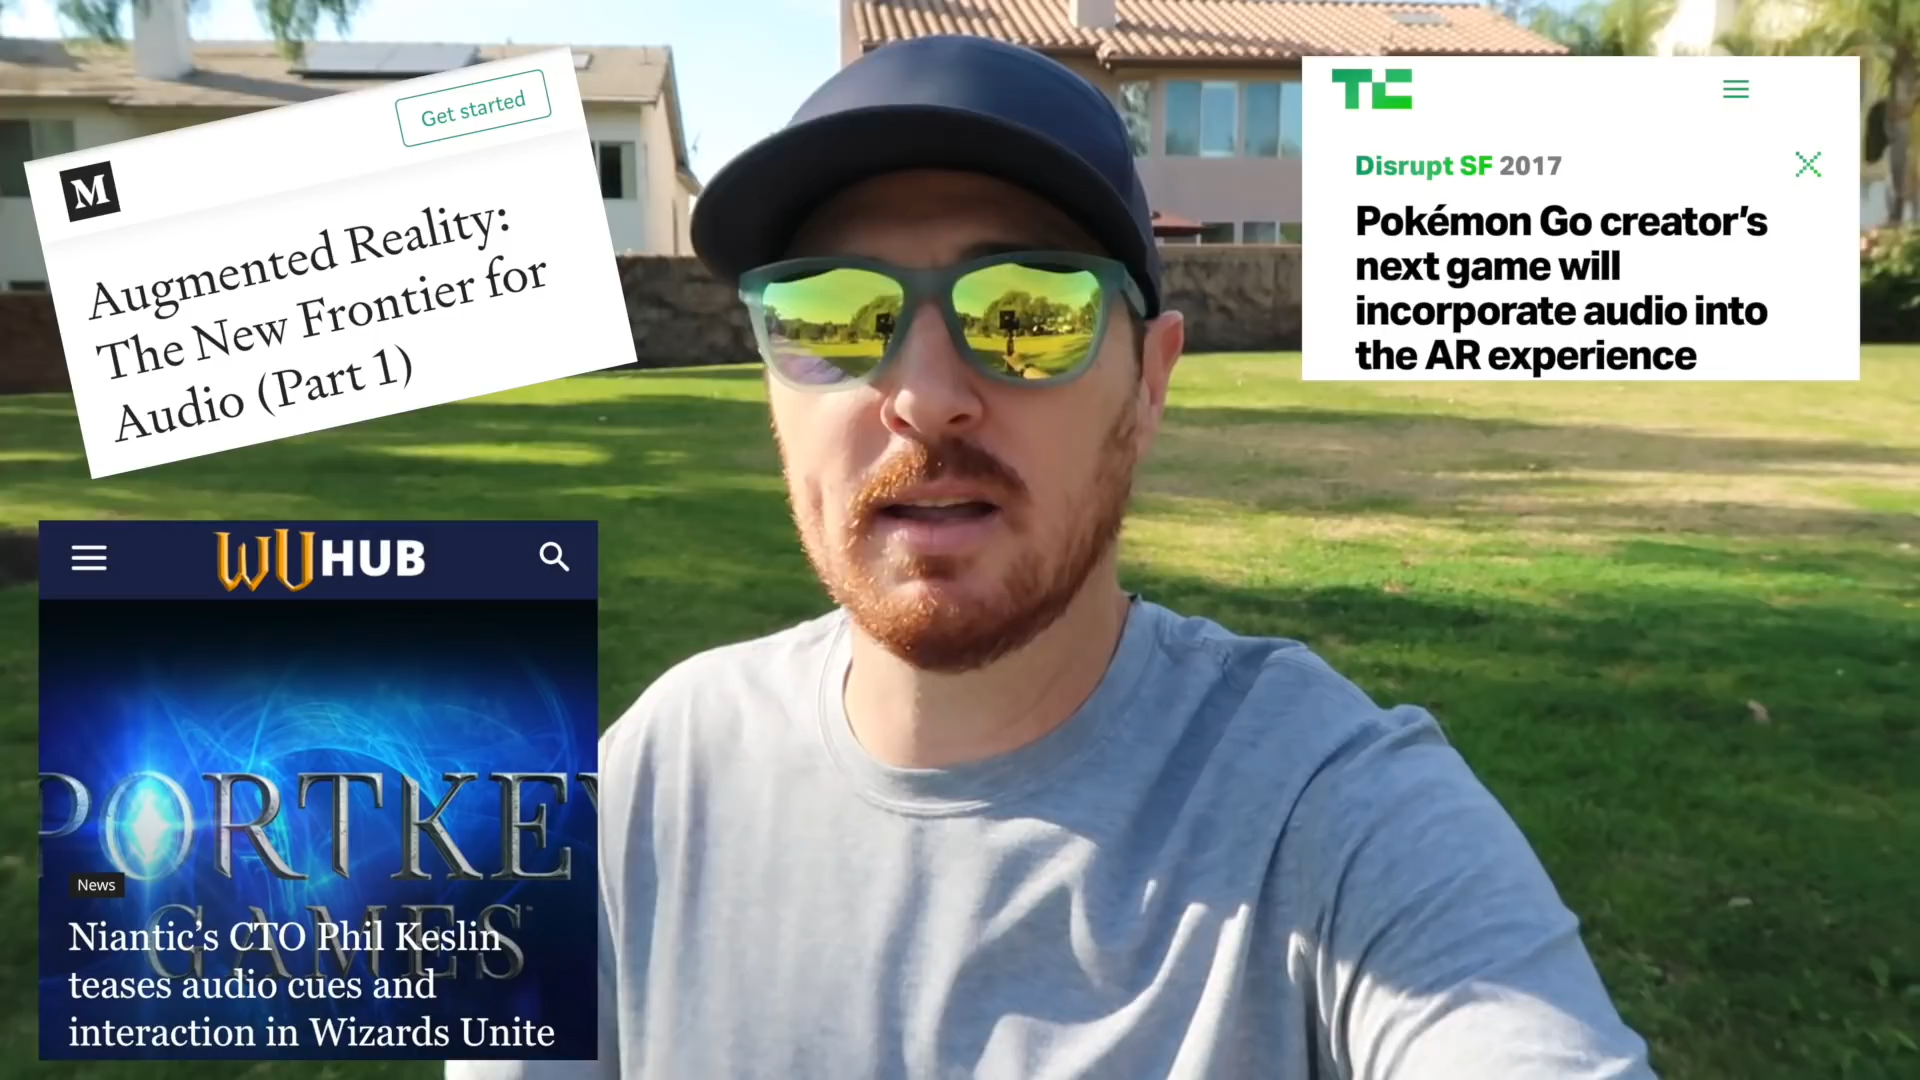 Get started
M
Augmented Reality:
The New Frontier for
Audio (Part 1)
TC
Disrupt SF 2017
Pokémon Go creator's
next game will
incorporate audio into
the AR experience
WU HUB
PORTKEY
GAMES
News
Niantic's CTO Phil Keslin
teases audio cues and
interaction in Wizards Unite